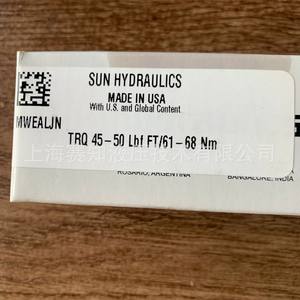 SUN HYDRAULICS
MADE IN USA
With U.S. and Global Content
MWEALJN
TRQ 45-50 Lbf FT/61-68 Nm
上海赛知液压技术有限公司
ROSARIO, ARGENTINA
BANGALORE, INDIA